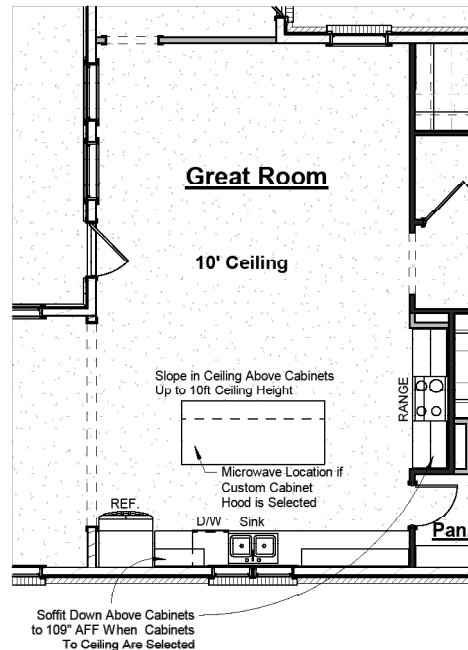 Great Room
10' Ceiling
Slope in Ceiling Above Cabinets
Up to 10ft Ceiling Height
RANGE
Microwave Location if
Custom Cabinet
Hood is Selected
REF.
D/W
Sink
Pan.
Soffit Down Above Cabinets
to 109" AFF When Cabinets
To Ceiling Are Selected